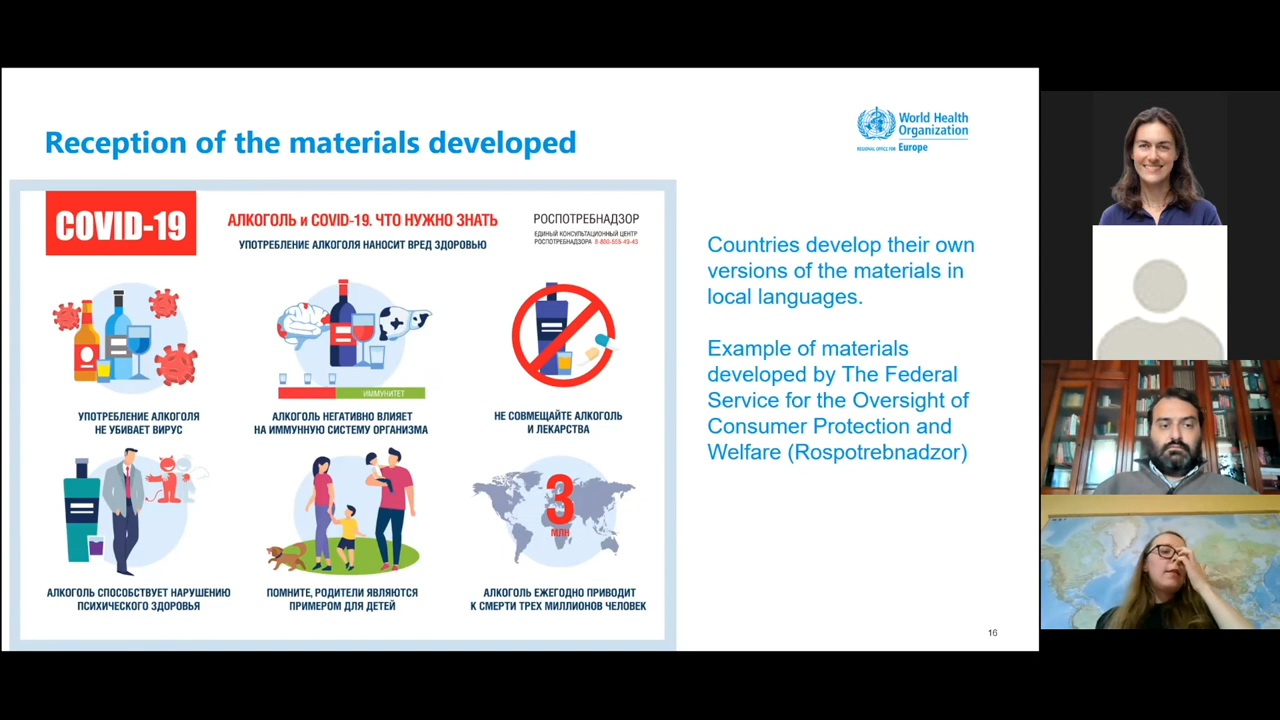 Reception of the materials developed
World Health
Organization
REGIONAL OFFICE FOR Europe
COVID-19
АЛКОГОЛЬ и COVID-19. ЧТО НУЖНО ЗНАТЬ
УПОТРЕБЛЕНИЕ АЛКОГОЛЯ НАНОСИТ ВРЕД ЗДОРОВЬЮ
РОСПОТРЕБНАДЗОР
ЕДИНЫЙ КОНСУЛЬТАЦИОННЫЙ ЦЕНТР
РОСПОТРЕБНАДЗОРА 8-800-555-49-43
ИММУНИТЕТ
УПОТРЕБЛЕНИЕ АЛКОГОЛЯ
НЕ УБИВАЕТ ВИРУС
АЛКОГОЛЬ НЕГАТИВНО ВЛИЯЕТ
НА ИММУННУЮ СИСТЕМУ ОРГАНИЗМА
НЕ СОВМЕЩАЙТЕ АЛКОГОЛЬ
И ЛЕКАРСТВА
3
МЛН
АЛКОГОЛЬ СПОСОБСТВУЕТ НАРУШЕНИЮ
ПСИХИЧЕСКОГО ЗДОРОВЬЯ
ПОМНИТЕ, РОДИТЕЛИ ЯВЛЯЮТСЯ
ПРИМЕРОМ ДЛЯ ДЕТЕЙ
АЛКОГОЛЬ ЕЖЕГОДНО ПРИВОДИТ
К СМЕРТИ ТРЕХ МИЛЛИОНОВ ЧЕЛОВЕК
Countries develop their own
versions of the materials in
local languages.
Example of materials
developed by The Federal
Service for the Oversight of
Consumer Protection and
Welfare (Rospotrebnadzor)
16